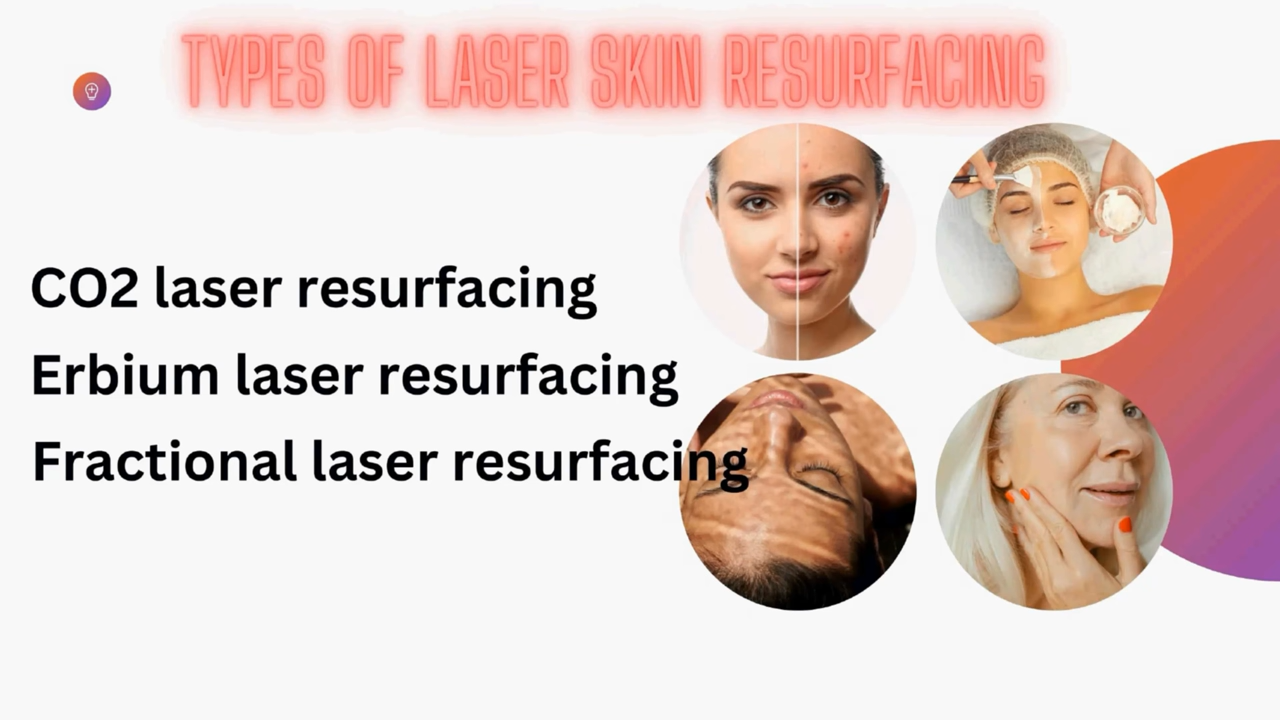 TYPES OF LASER SKIN RESURFACING
CO2 laser resurfacing
Erbium laser resurfacing
Fractional laser resurfacing